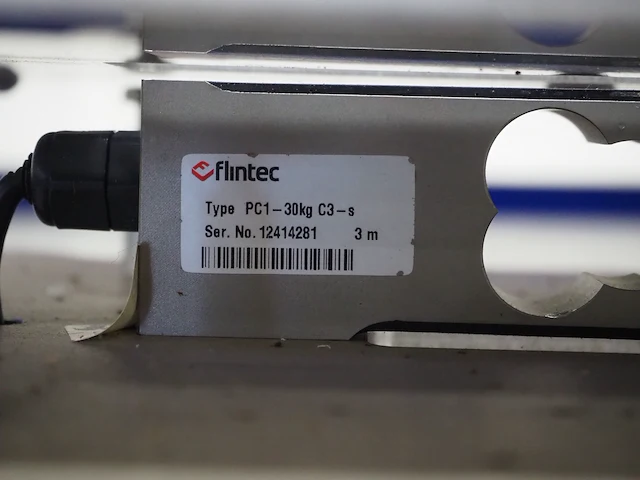 flintec
Type PC1-30kg C3-s
Ser. No. 12414281 3 m